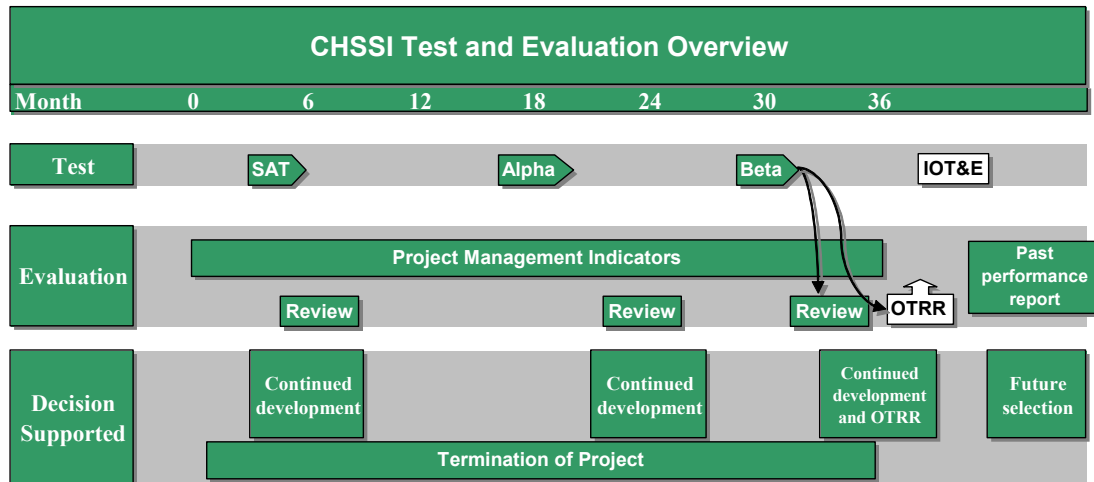 CHSSI Test and Evaluation Overview
Month 0 6 12 18 24 30 36
Test SAT Alpha Beta IOT&E
Evaluation
Project Management Indicators
Past
performance
report
Review Review Review OTRR
Decision
Supported
Continued
development
Continued
development
Continued
development
and OTRR
Future
selection
Termination of Project